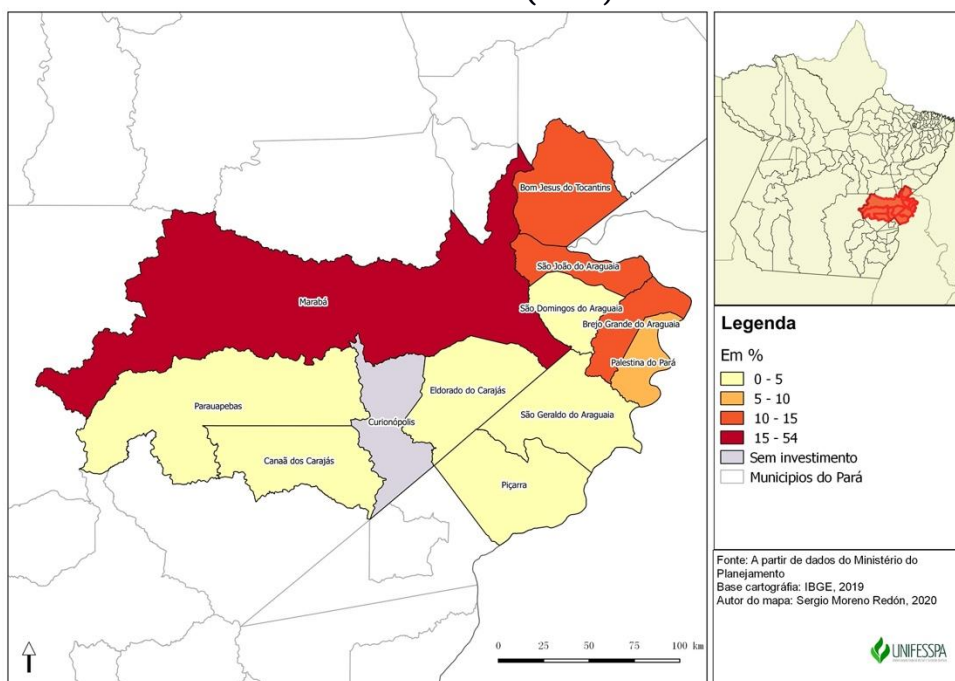 Bom Jesus do Tocantins
São João do Araguaia
Marabá
São Domingos do Araguaia
Brejo Grande do Araguaia
Palestina do Pará
Eldorado do Carajás
Parauapebas
São Geraldo do Araguaia
Curionópolis
Canaã dos Carajás
Piçarra
0 25 50 75 100 km
Legenda
Em %
0 - 5
5 - 10
10 - 15
15 - 54
Sem investimento
Municipios do Pará
Fonte: A partir de dados do Ministério do
Planejamento
Base cartográfia: IBGE, 2019
Autor do mapa: Sergio Moreno Redón, 2020
UNIFESSPA